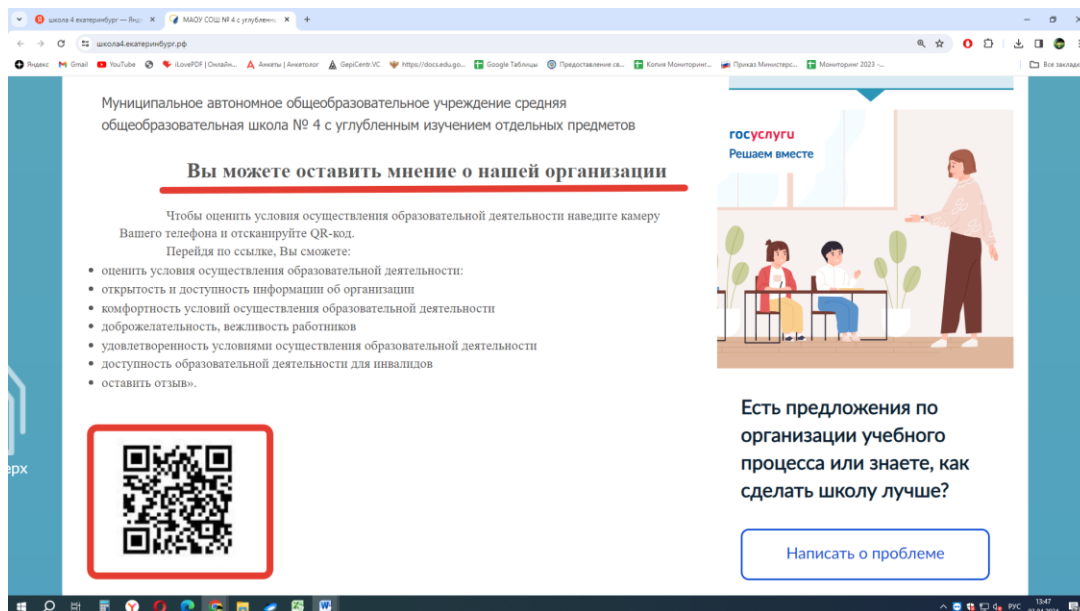 школа 4 екатеринбург — Янде
МАОУ СОШ № 4 с углубленн
школа4.екатеринбург.рф
Яндекс
Gmail
YouTube
iLovePDF | Онлайн...
Анкеты | Анкетолог
GepiCentr.VC
https://docs.edu.go...
Google Таблицы
Предоставление св...
Копия Мониторинг...
Приказ Министерс...
Мониторинг 2023 -...
Все закладк
Муниципальное автономное общеобразовательное учреждение средняя
общеобразовательная школа № 4 с углубленным изучением отдельных предметов
Вы можете оставить мнение о нашей организации
Чтобы оценить условия осуществления образовательной деятельности наведите камеру
Вашего телефона и отсканируйте QR-код.
Перейдя по ссылке, Вы сможете:
оценить условия осуществления образовательной деятельности:
открытость и доступность информации об организации
комфортность условий осуществления образовательной деятельности
доброжелательность, вежливость работников
удовлетворенность условиями осуществления образовательной деятельности
доступность образовательной деятельности для инвалидов
оставить отзыв».
ерх
госуслуги
Решаем вместе
Есть предложения по
организации учебного
процесса или знаете, как
сделать школу лучше?
Написать о проблеме
РУС
13:47